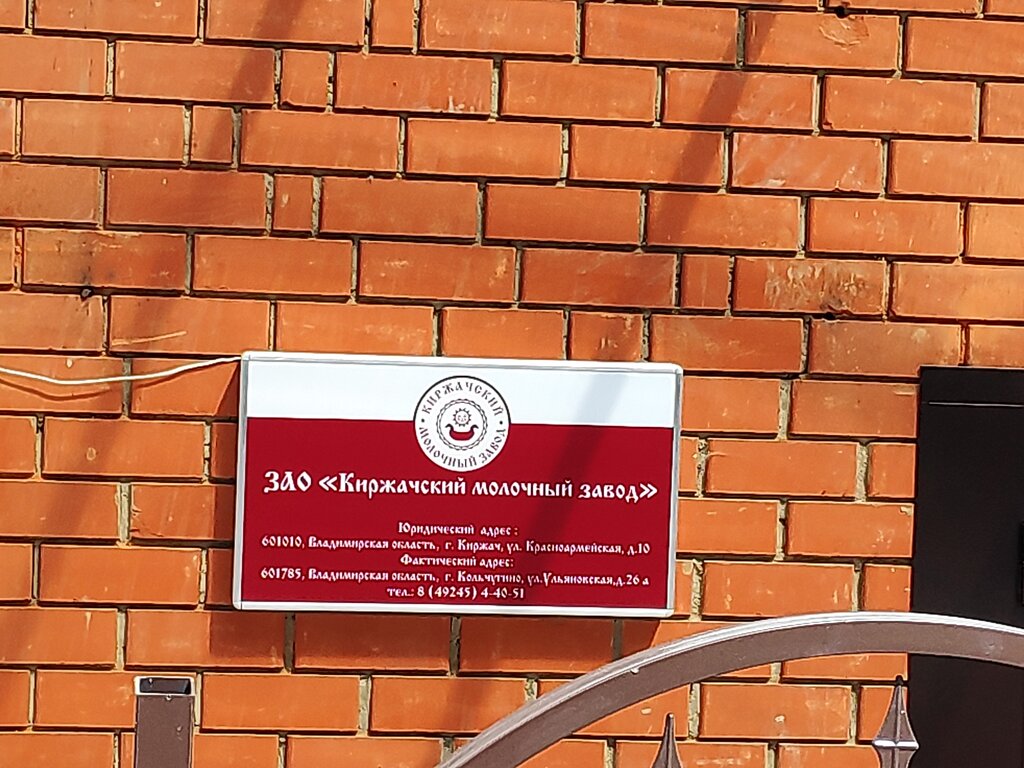 КИРЖАЧСКИЙ
МОЛОЧНЫЙ ЗАВОД
ЗАО «Киржачский молочный завод»
Юридический адрес :
601010, Владимирская область, г. Киржач, ул. Красноармейская, д.10
Фактический адрес:
601785, Владимирская область, г. Кольчугино, ул.Ульяновская,д.26 а
тел.: 8 (49245) 4-40-51